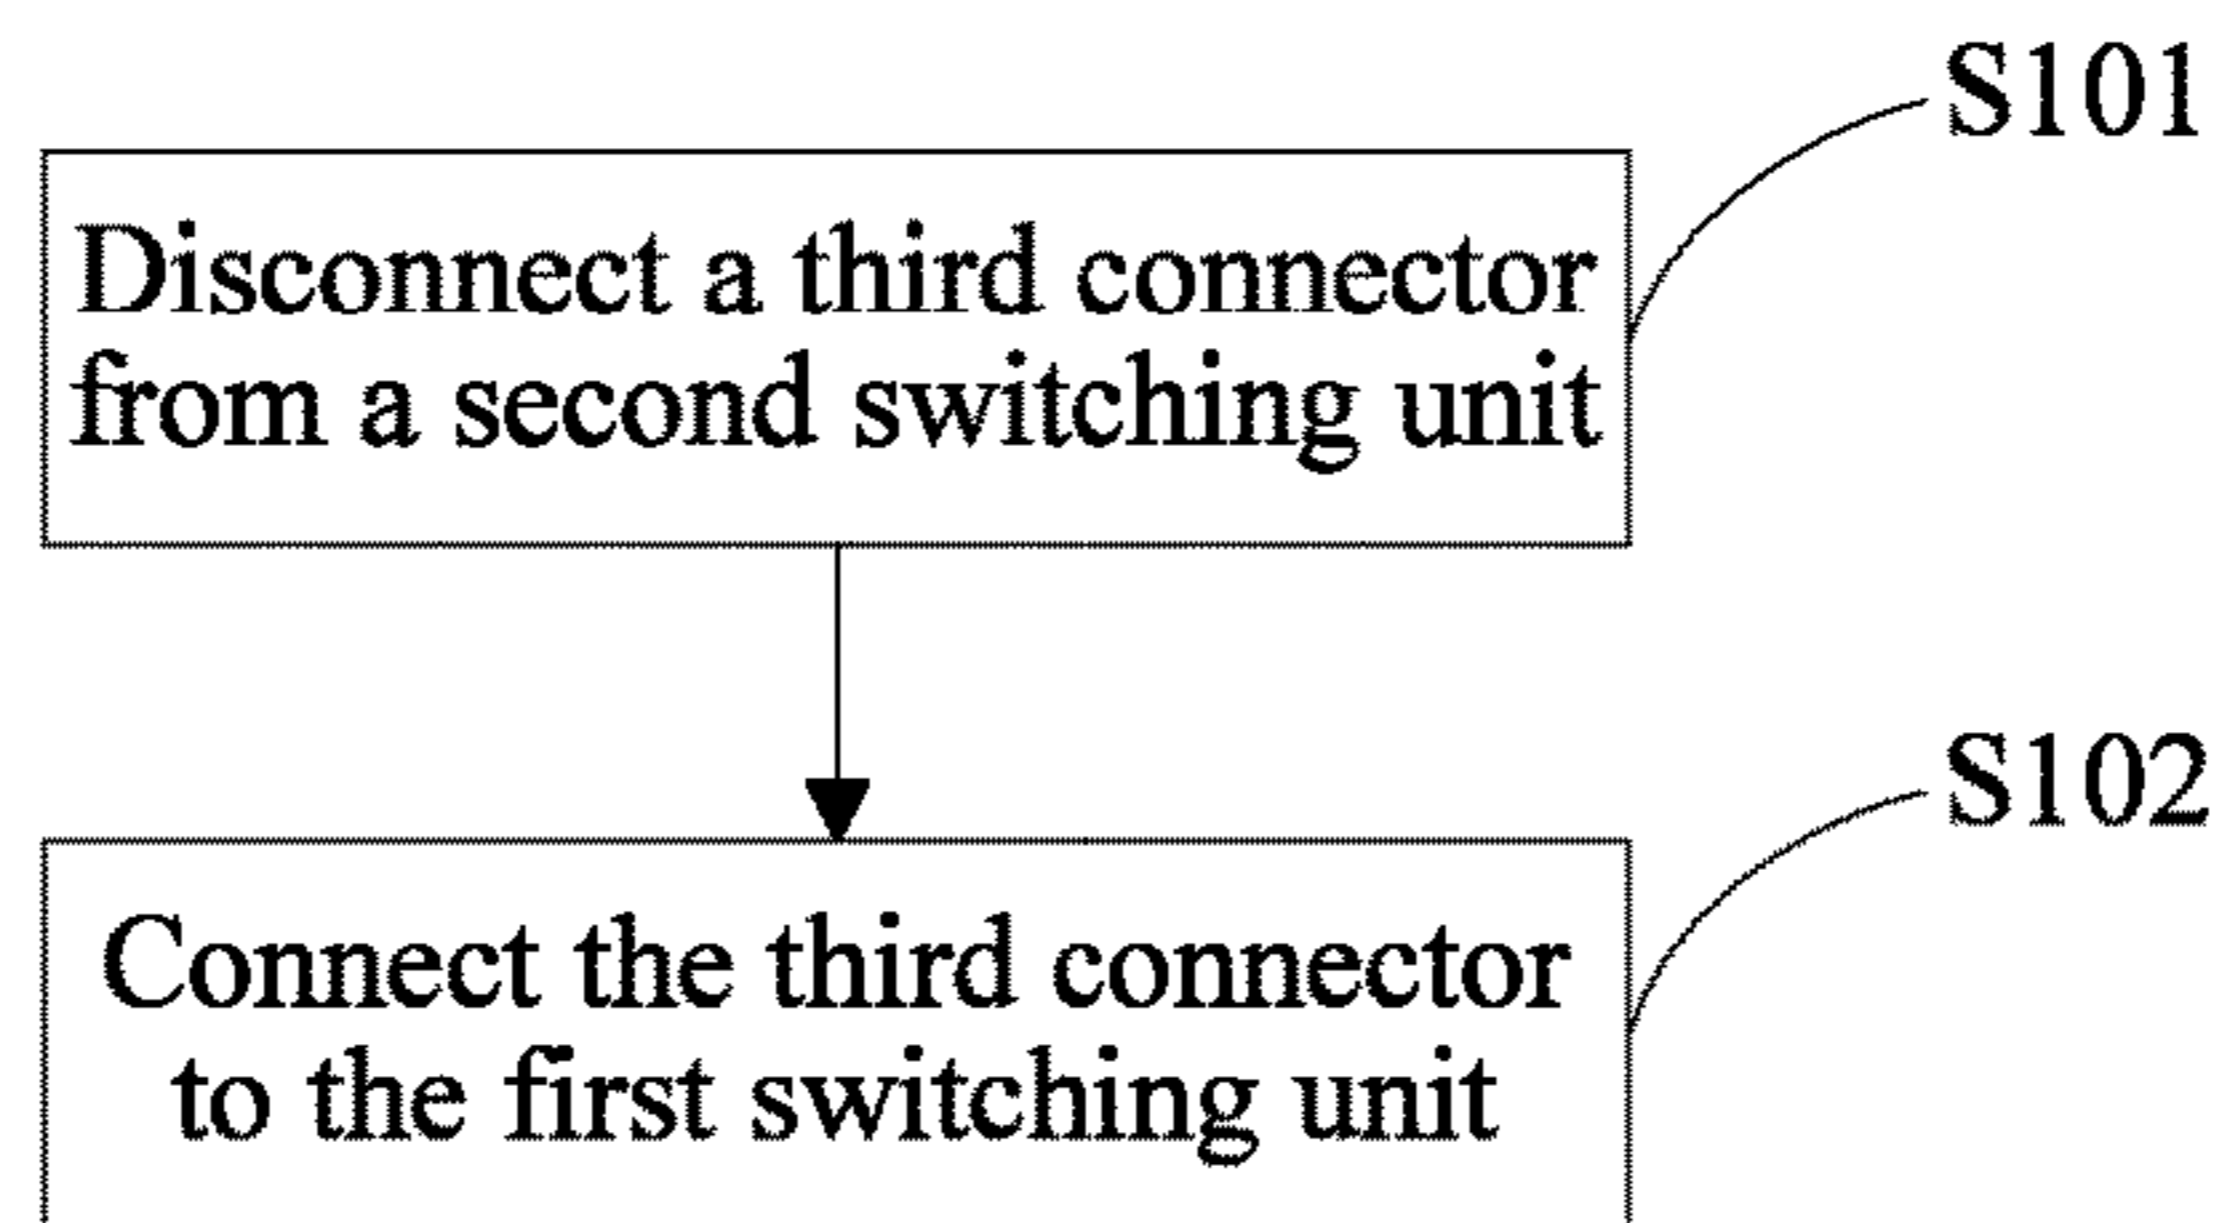 S101
Disconnect a third connector
from a second switching unit
S102
Connect the third connector
to the first switching unit